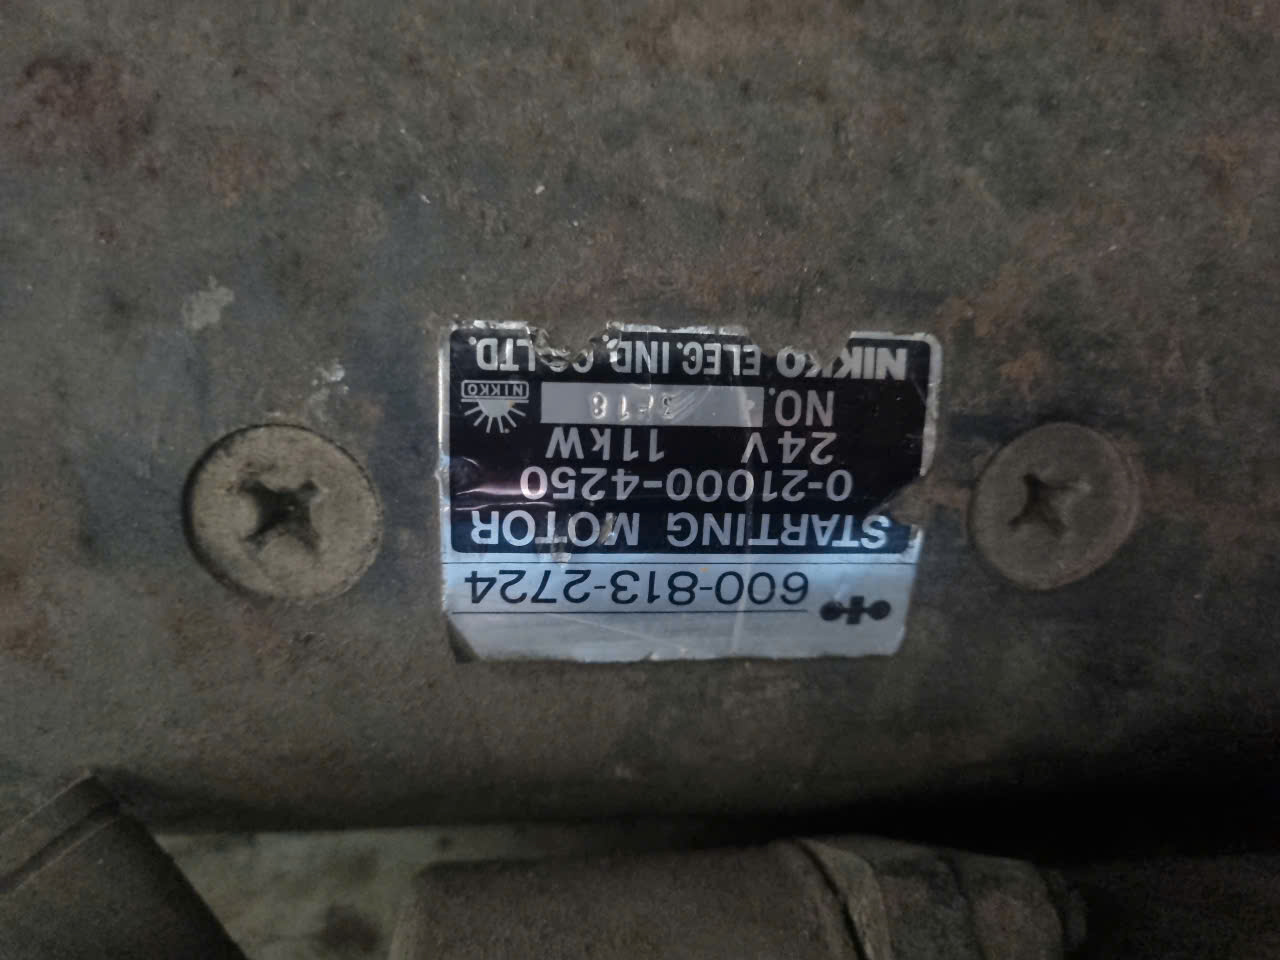 600-813-2724
STARTING MOTOR
0-21000-4250
24V 11kW
NO.
NIKKO
NIKKO ELEC.IND. CO.LTD.